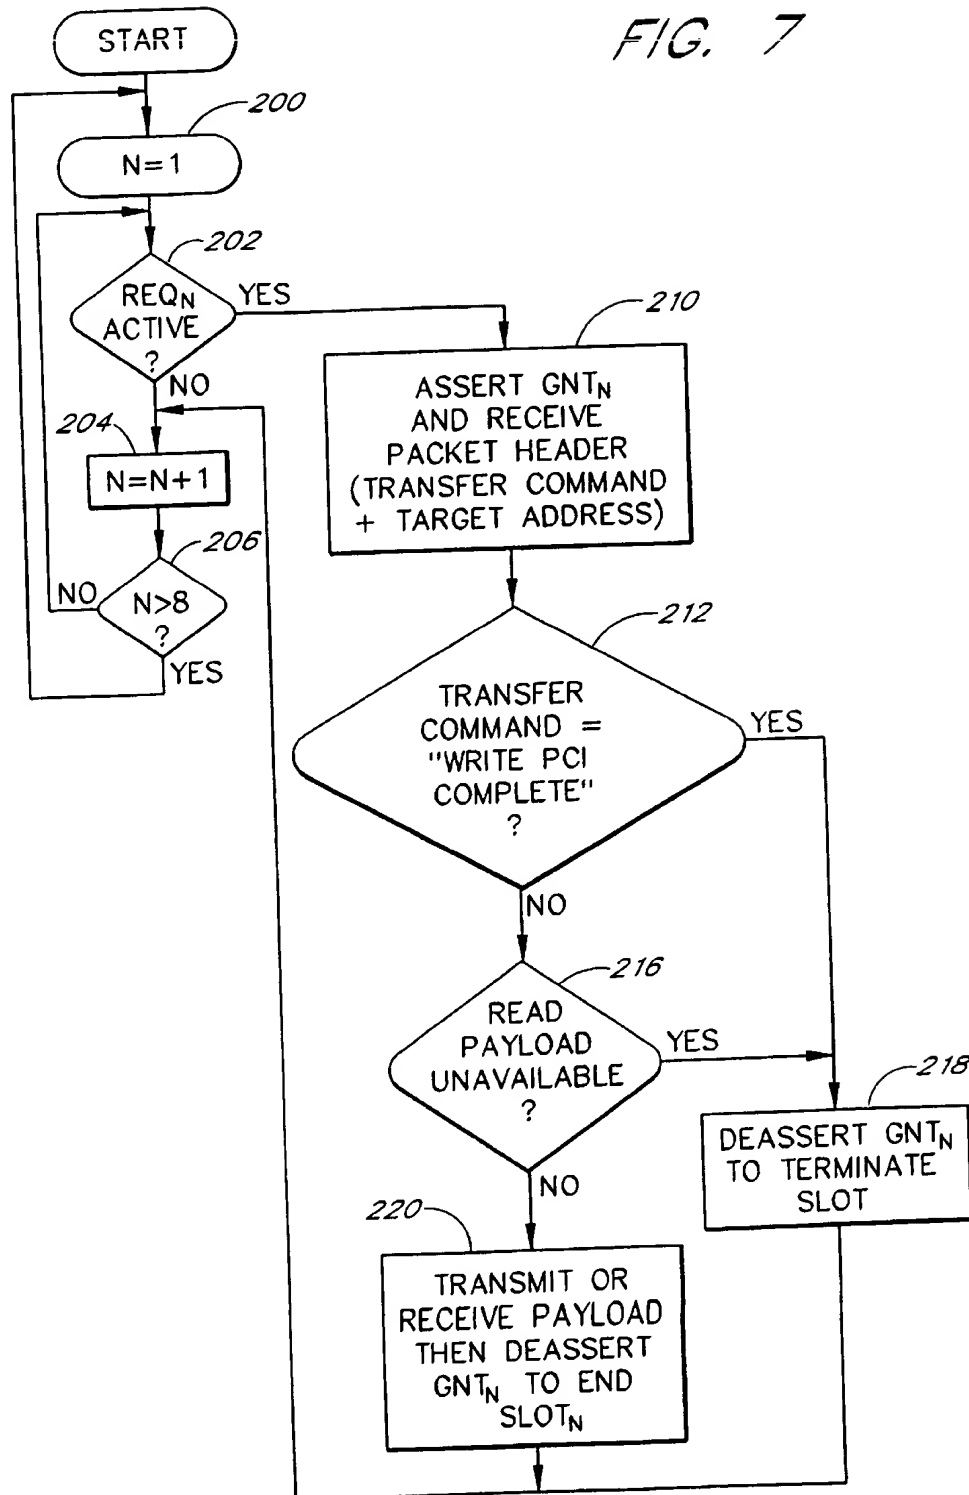 FIG. 7
START
200
N=1
202
REQN
ACTIVE
?
YES
NO
204
N=N+1
206
N>8
?
NO
YES
210
ASSERT GNTN
AND RECEIVE
PACKET HEADER
(TRANSFER COMMAND
+ TARGET ADDRESS)
212
TRANSFER
COMMAND =
"WRITE PCI
COMPLETE"
?
YES
NO
216
READ
PAYLOAD
UNAVAILABLE
?
YES
NO
218
DEASSERT GNTN
TO TERMINATE
SLOT
220
TRANSMIT OR
RECEIVE PAYLOAD
THEN DEASSERT
GNTN TO END
SLOTN